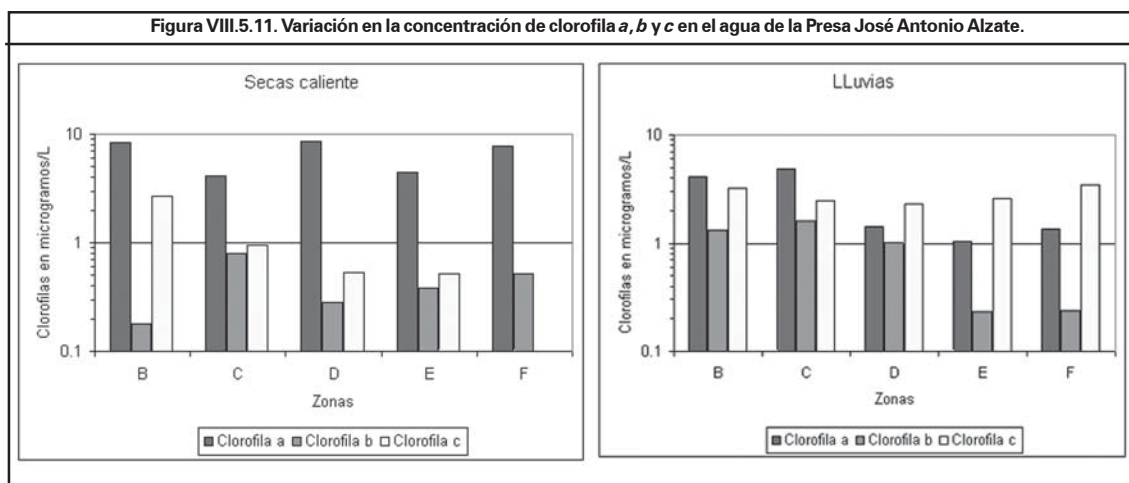 Figura VIII.5.11. Variación en la concentración de clorofila a, b y c en el agua de la Presa José Antonio Alzate.
Secas caliente
Clorofilas en microgramos/L
10
1
0.1
B C D E F
Zonas
Clorofila a Clorofila b Clorofila c
LLuvias
Clorofilas en microgramos/L
10
1
0.1
B C D E F
Zonas
Clorofila a Clorofila b Clorofila c